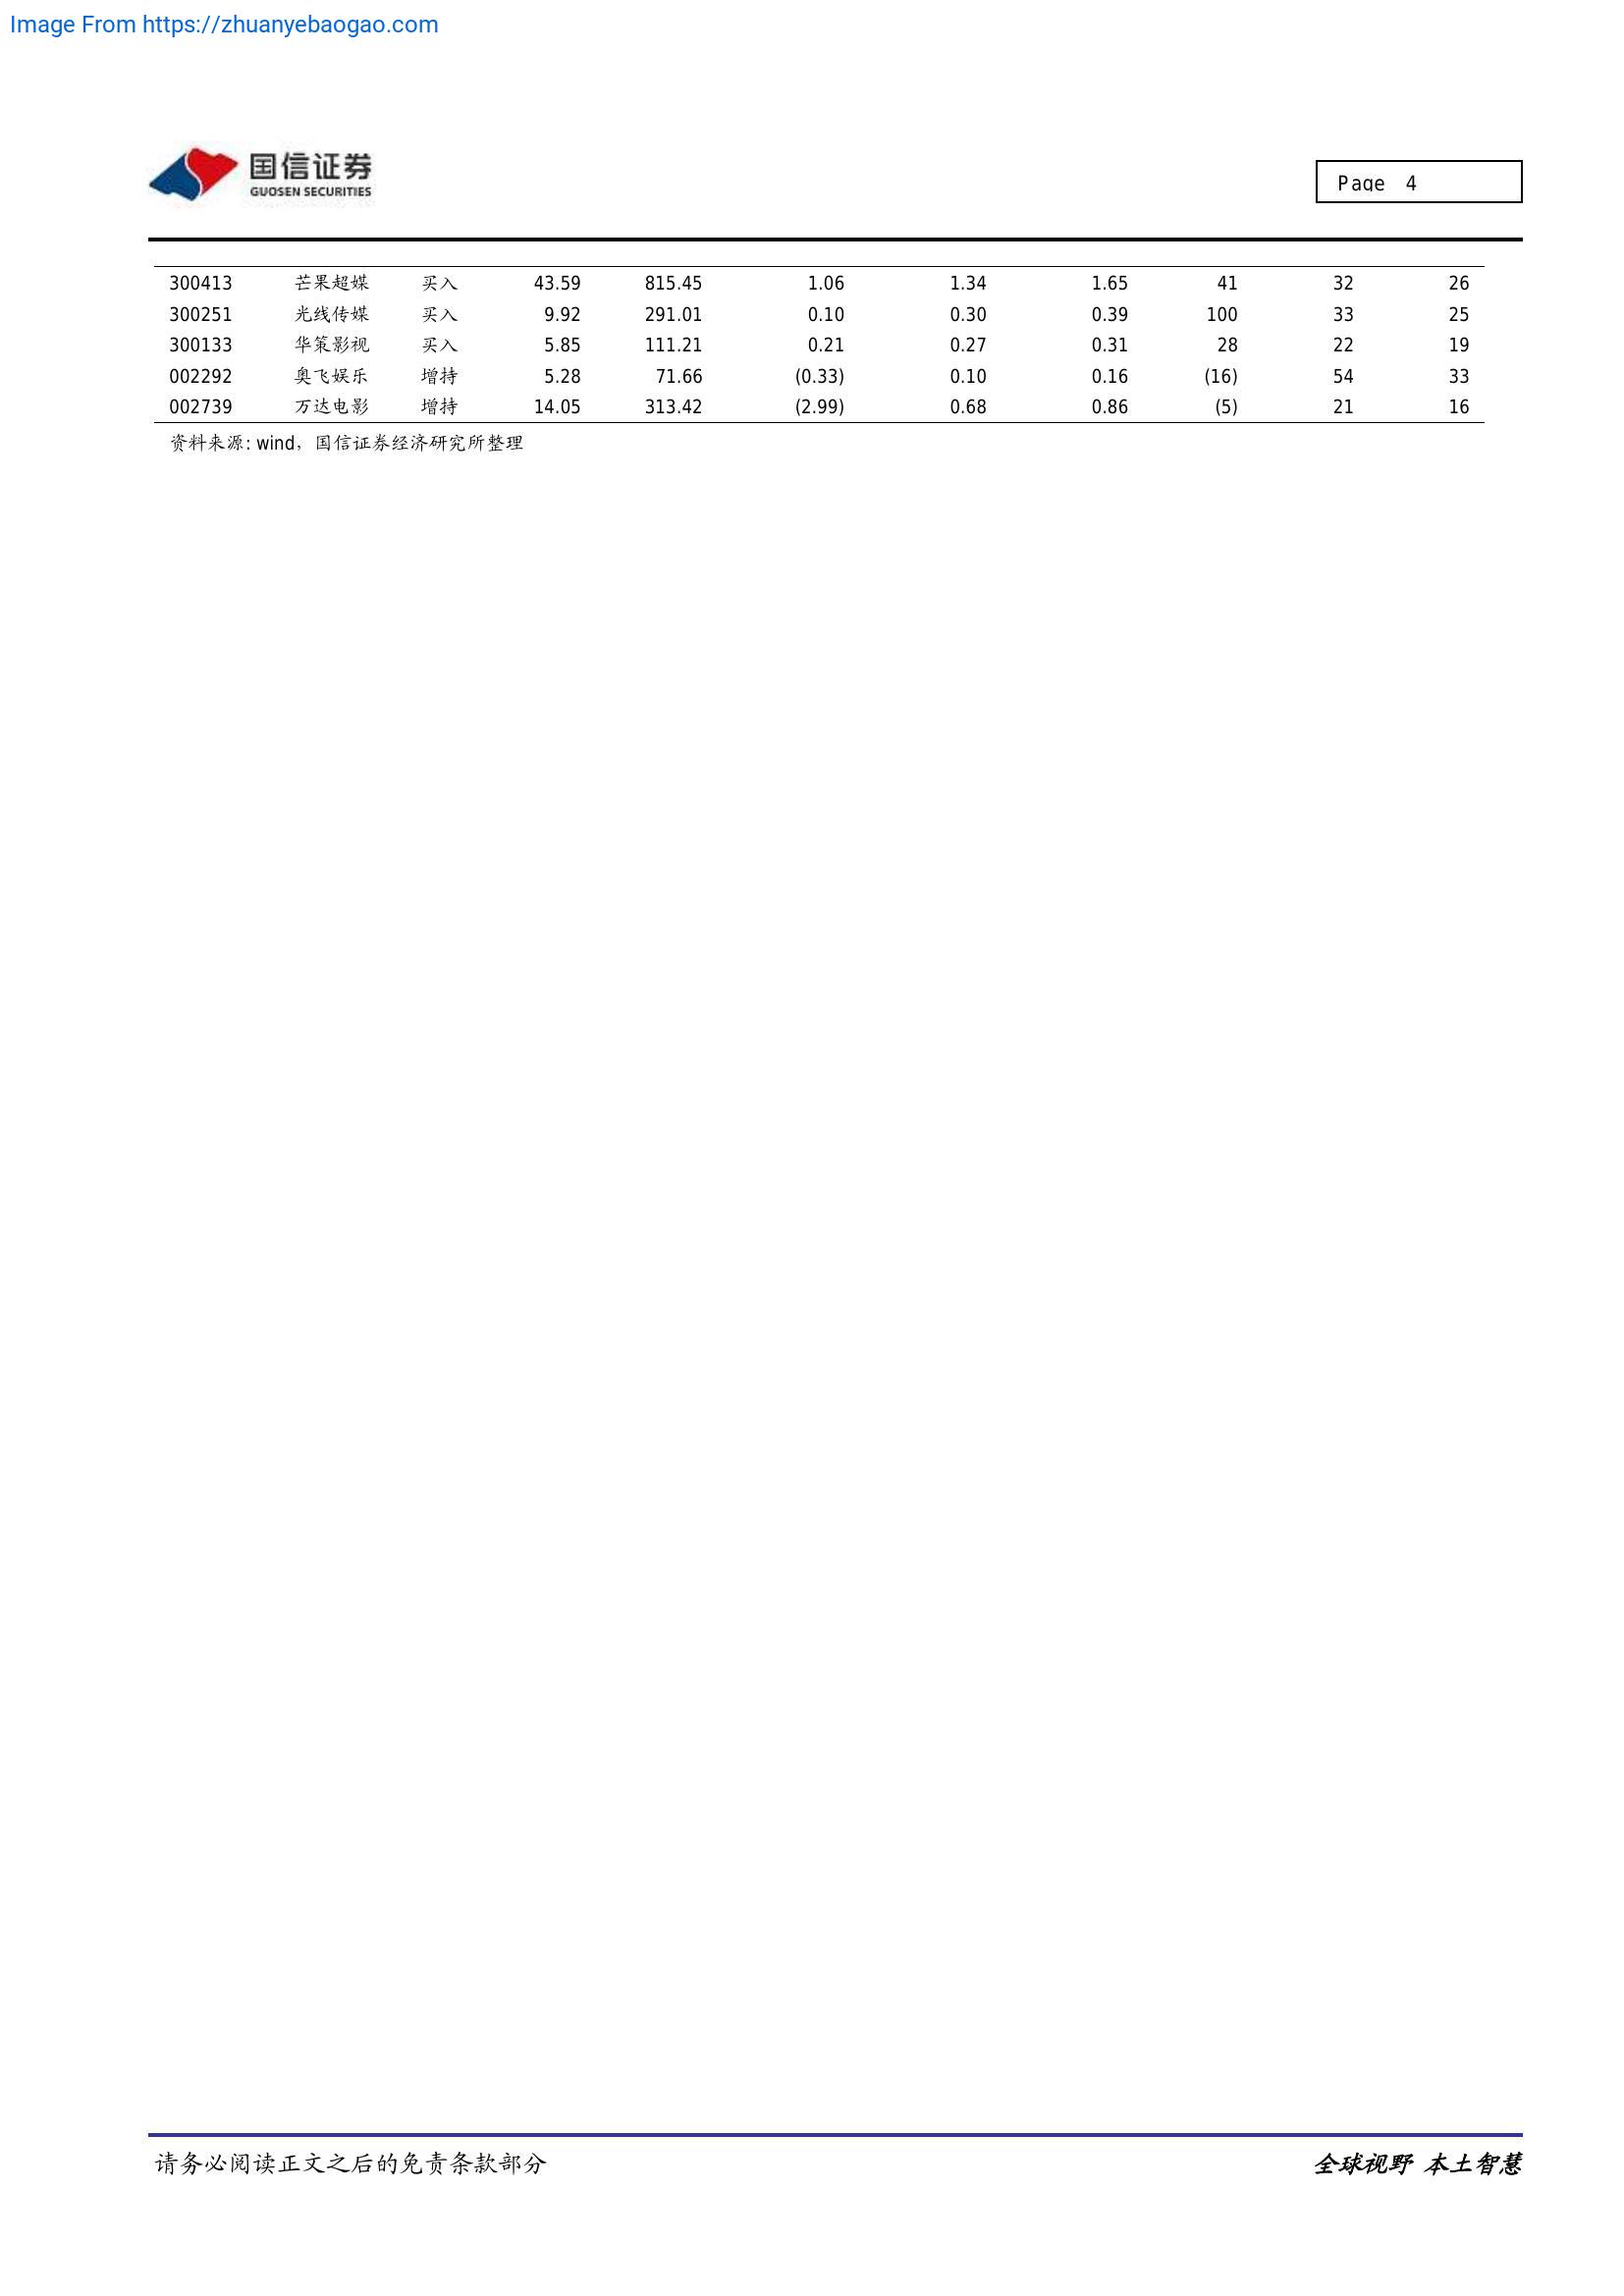 Image From https://zhuanyebaogao.com
国信证券
GUOSEN SECURITIES
Page 4
300413 芒果超媒 买入 43.59 815.45 1.06 1.34 1.65 41 32 26
300251 光线传媒 买入 9.92 291.01 0.10 0.30 0.39 100 33 25
300133 华策影视 买入 5.85 111.21 0.21 0.27 0.31 28 22 19
002292 奥飞娱乐 增持 5.28 71.66 (0.33) 0.10 0.16 (16) 54 33
002739 万达电影 增持 14.05 313.42 (2.99) 0.68 0.86 (5) 21 16
资料来源: wind，国信证券经济研究所整理
请务必阅读正文之后的免责条款部分
全球视野 本土智慧